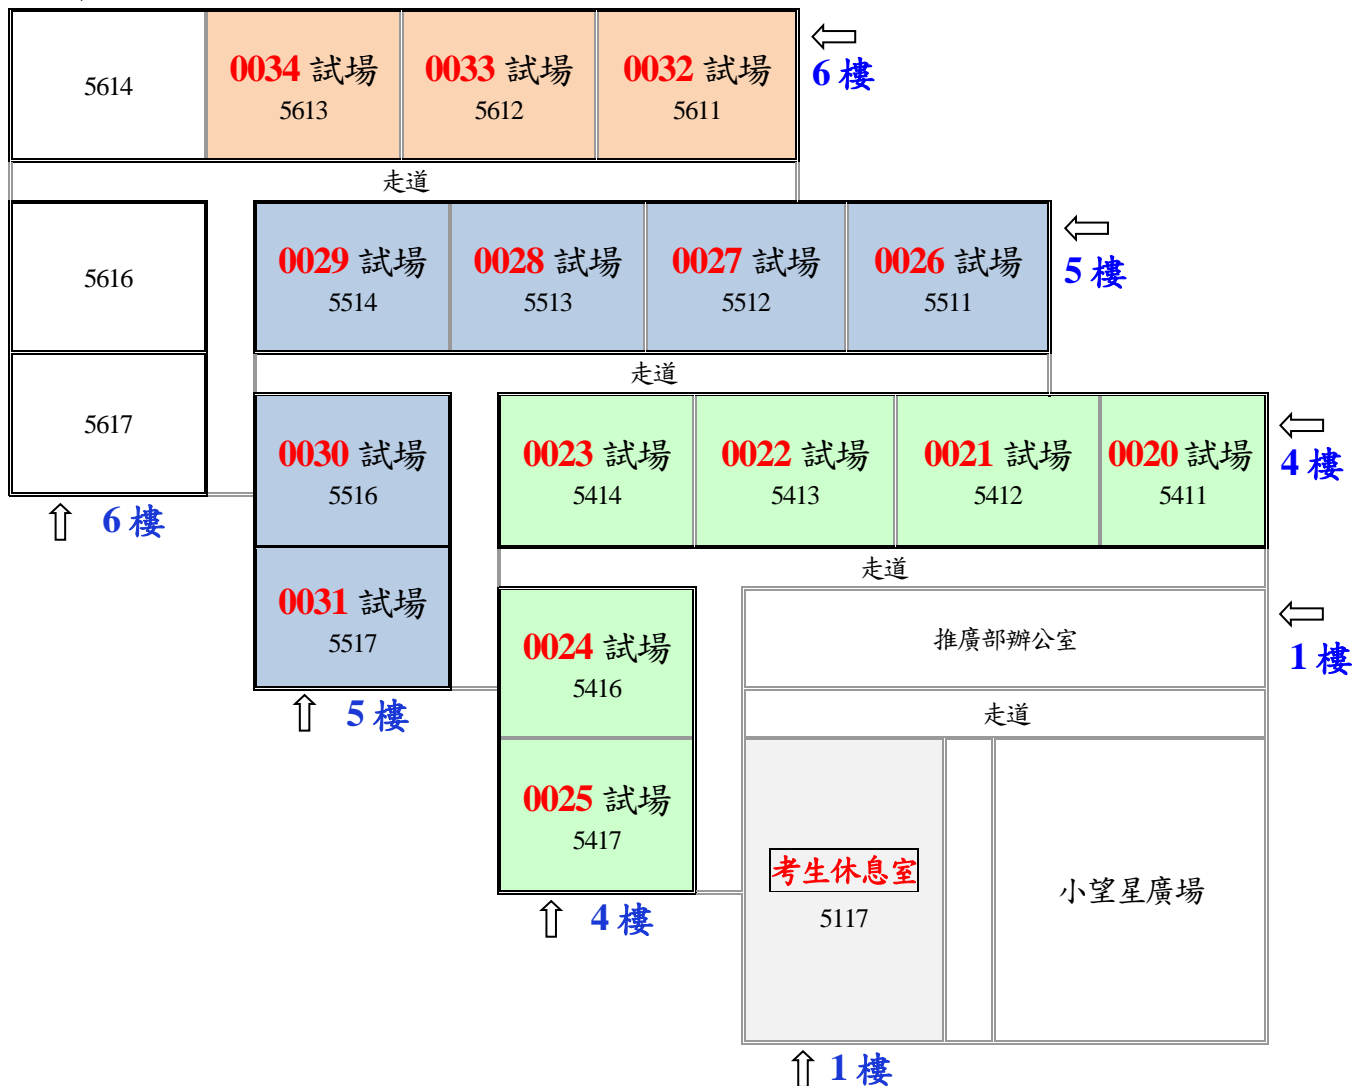 0034 試場
0033 試場
0032 試場
6 樓
5614
5613
5612
5611
走道
0029 試場
0028 試場
0027 試場
0026 試場
5 樓
5616
5514
5513
5512
5511
走道
5617
0030 試場
0023 試場
0022 試場
0021 試場
0020 試場
4 樓
5516
5414
5413
5412
5411
6 樓
走道
0031 試場
5517
0024 試場
推廣部辦公室
1 樓
5416
5 樓
走道
0025 試場
5417
考生休息室
小望星廣場
5117
4 樓
1 樓